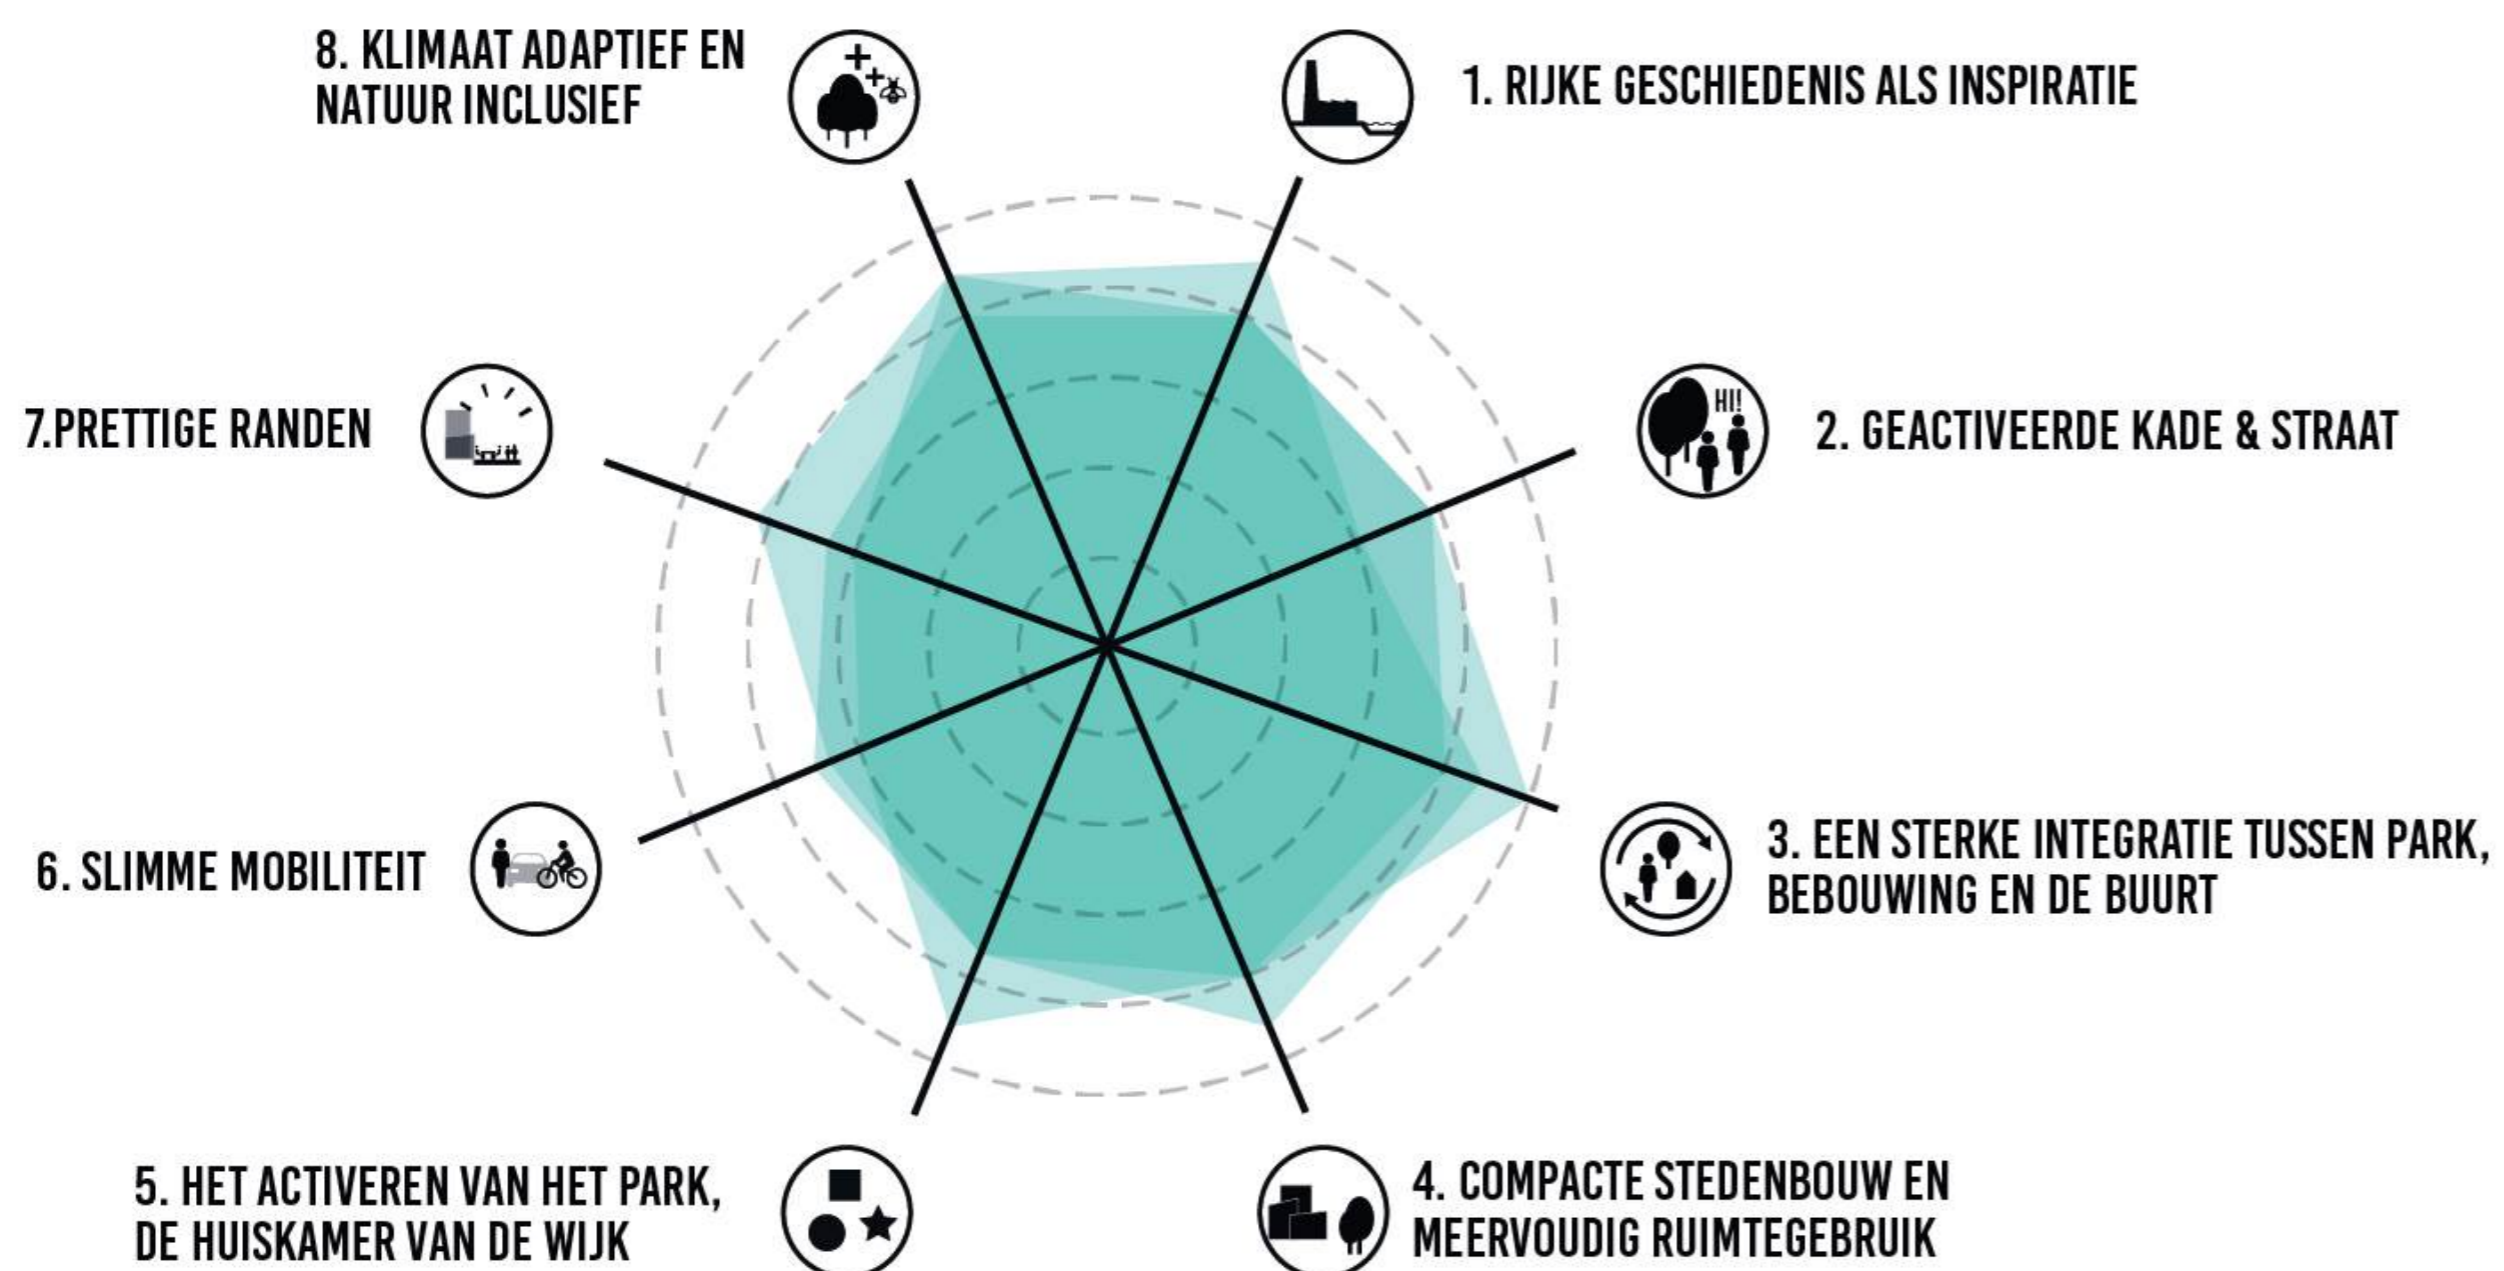 8. KLIMAAT ADAPTIEF EN
NATUUR INCLUSIEF
1. RIJKE GESCHIEDENIS ALS INSPIRATIE
7.PRETTIGE RANDEN
HI!
2. GEACTIVEERDE KADE & STRAAT
6. SLIMME MOBILITEIT
3. EEN STERKE INTEGRATIE TUSSEN PARK,
BEBOUWING EN DE BUURT
5. HET ACTIVEREN VAN HET PARK,
DE HUISKAMER VAN DE WIJK
4. COMPACTE STEDENBOUW EN
MEERVOUDIG RUIMTEGEBRUIK